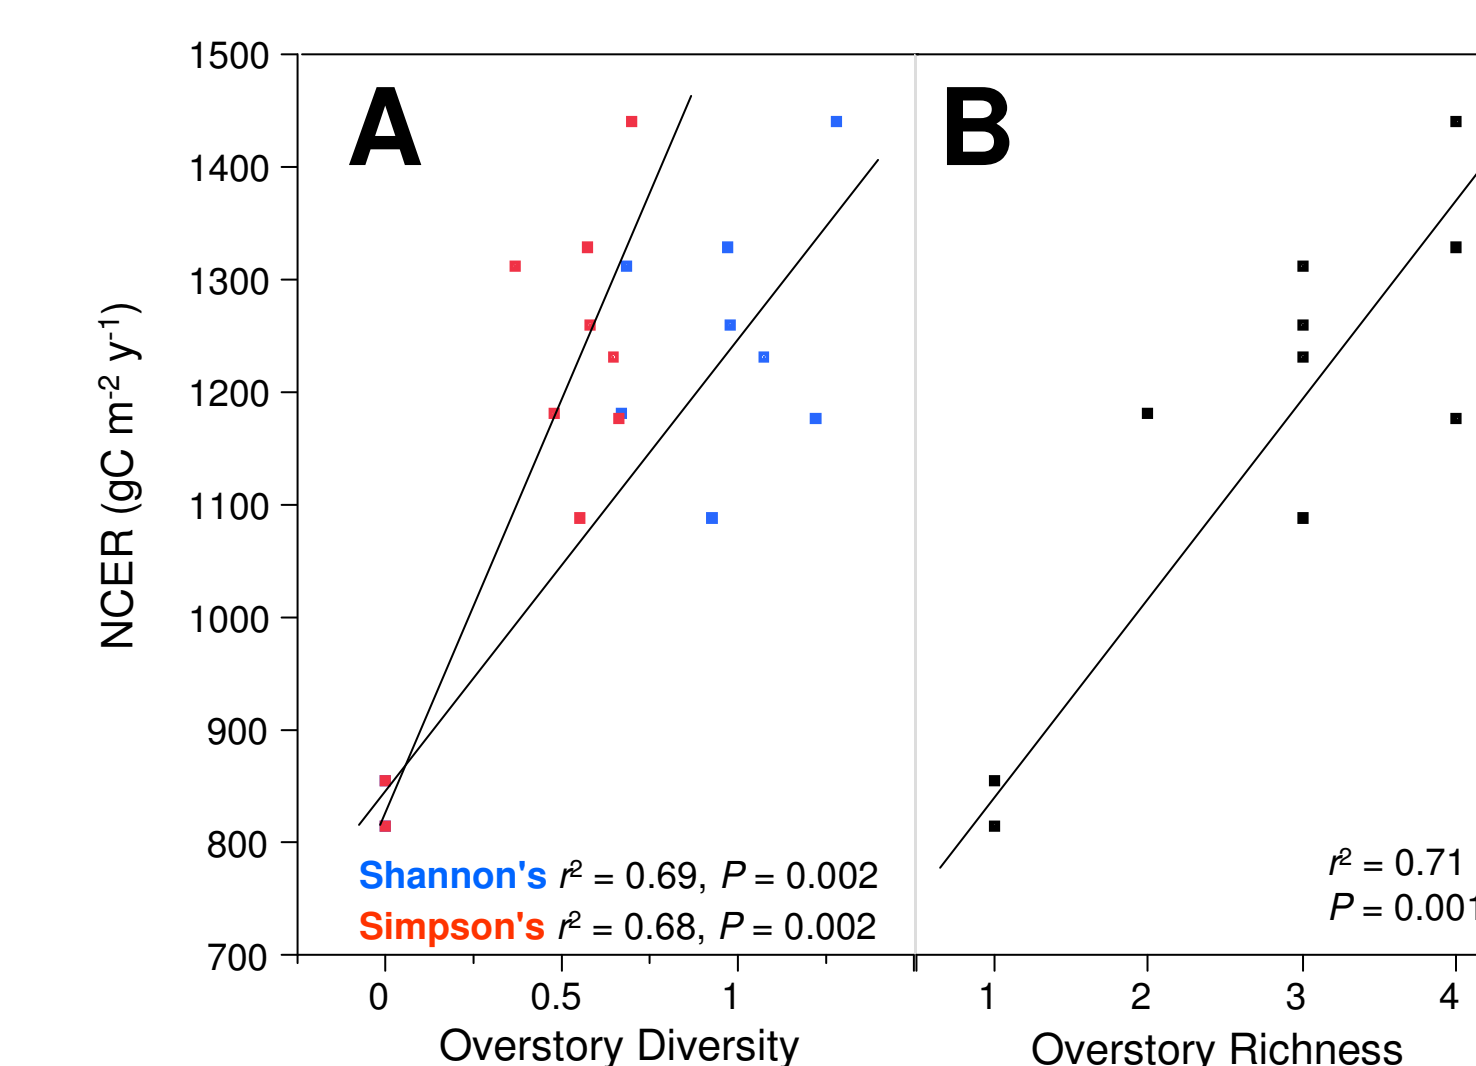 A
B
1500
1400
1300
1200
1100
1000
900
800
700
NCER (gC m⁻² y⁻¹)
Shannon's r² = 0.69, P = 0.002
Simpson's r² = 0.68, P = 0.002
r² = 0.71
P = 0.001
0 0.5 1
1 2 3 4
Overstory Diversity
Overstory Richness